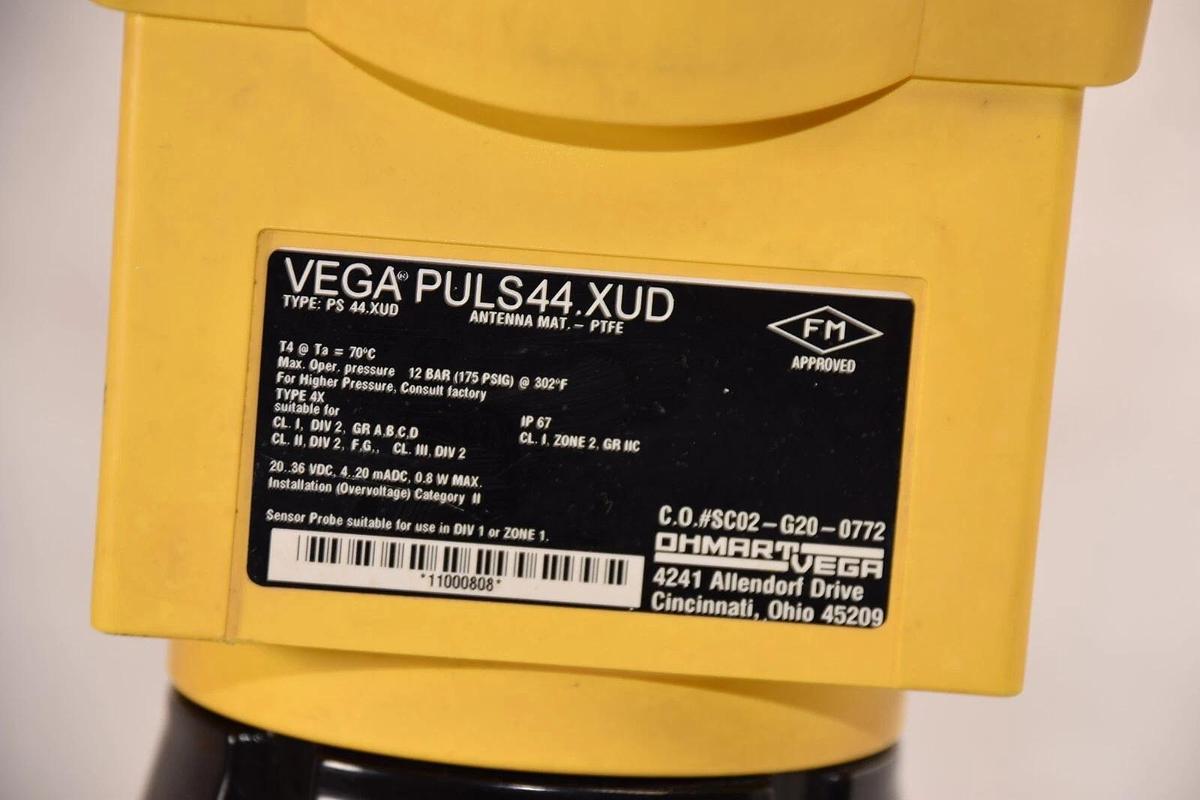 VEGA® PULS44.XUD
TYPE: PS 44.XUD
ANTENNA MAT. - PTFE
FM
APPROVED
T4 @ Ta = 70°C
Max. Oper. pressure 12 BAR (175 PSIG) @ 302°F
For Higher Pressure, Consult factory
TYPE 4X
suitable for
IP 67
CL. I, DIV 2, GR A,B,C,D
CL. I, ZONE 2, GR IIC
CL. II, DIV 2, F,G,, CL. III, DIV 2
20..36 VDC, 4..20 mADC, 0.8 W MAX.
Installation (Overvoltage) Category II
Sensor Probe suitable for use in DIV 1 or ZONE 1.
*11000808*
C.O.#SC02-G20-0772
OHMART VEGA
4241 Allendorf Drive
Cincinnati, Ohio 45209